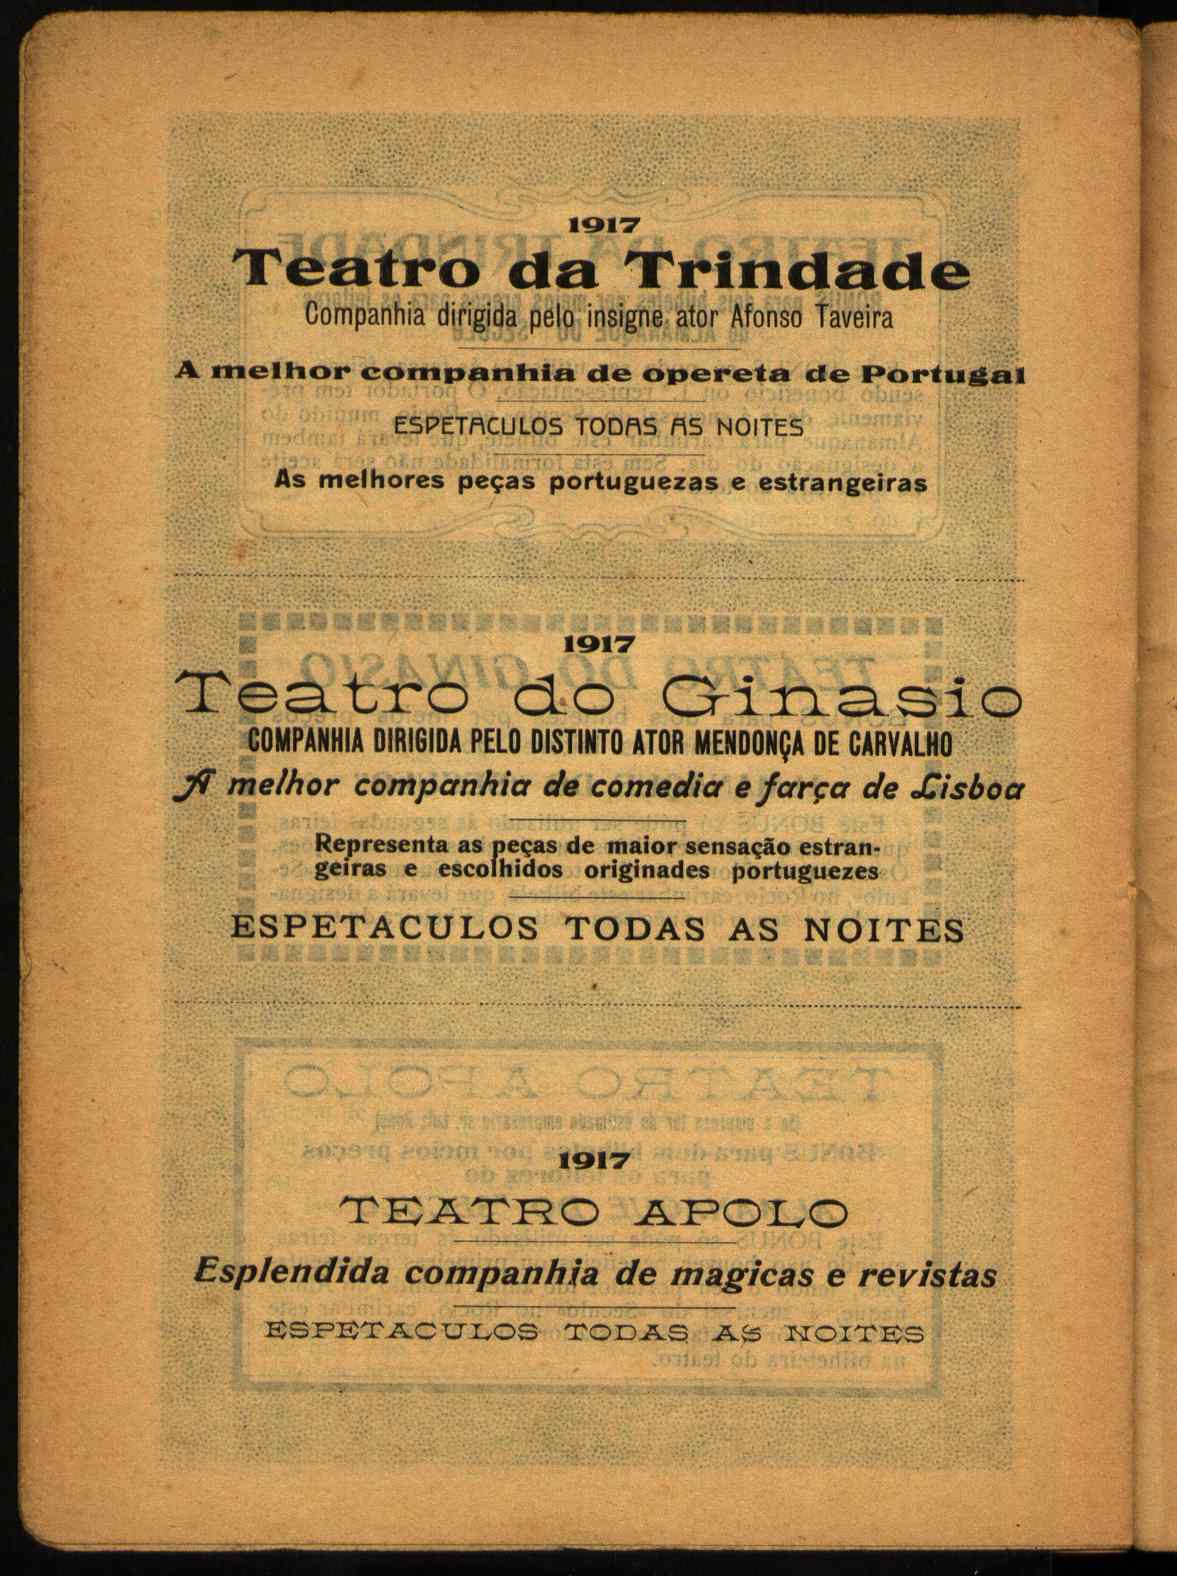 1917
Teatro da Trindade
Companhia dirigida pelo insigne ator Afonso Taveira
A melhor companhia de opereta de Portugal
ESPETACULOS TODAS AS NOITES
As melhores peças portuguezas e estrangeiras
1917
Teatro do Ginasio
COMPANHIA DIRIGIDA PELO DISTINTO ATOR MENDONÇA DE CARVALHO
A melhor companhia de comedia e farça de Lisboa
Representa as peças de maior sensação estran-
geiras e escolhidos originades portuguezes
ESPETACULOS TODAS AS NOITES
1917
TEATRO APOLO
Esplendida companhia de magicas e revistas
ESPETACULOS TODAS AS NOITES